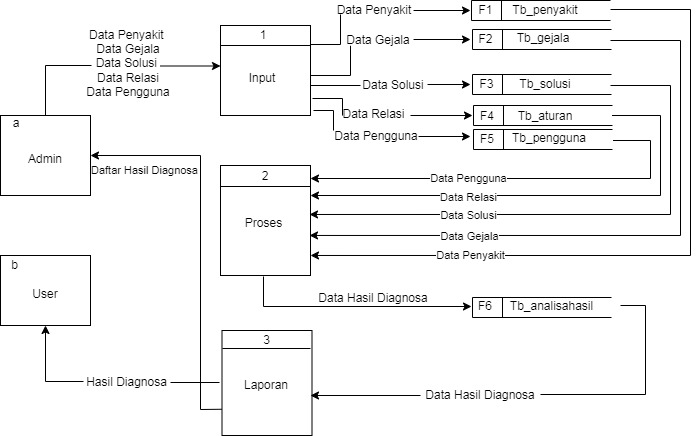 Data Penyakit
Data Gejala
Data Solusi
Data Relasi
Data Pengguna
1
Input
Data Penyakit
F1 Tb_penyakit
Data Gejala
F2 Tb_gejala
Data Solusi
F3 Tb_solusi
Data Relasi
F4 Tb_aturan
Data Pengguna
F5 Tb_pengguna
a
Admin
Daftar Hasil Diagnosa
2
Proses
Data Pengguna
Data Relasi
Data Solusi
Data Gejala
Data Penyakit
b
User
Data Hasil Diagnosa
F6 Tb_analisahasil
3
Laporan
Hasil Diagnosa
Data Hasil Diagnosa